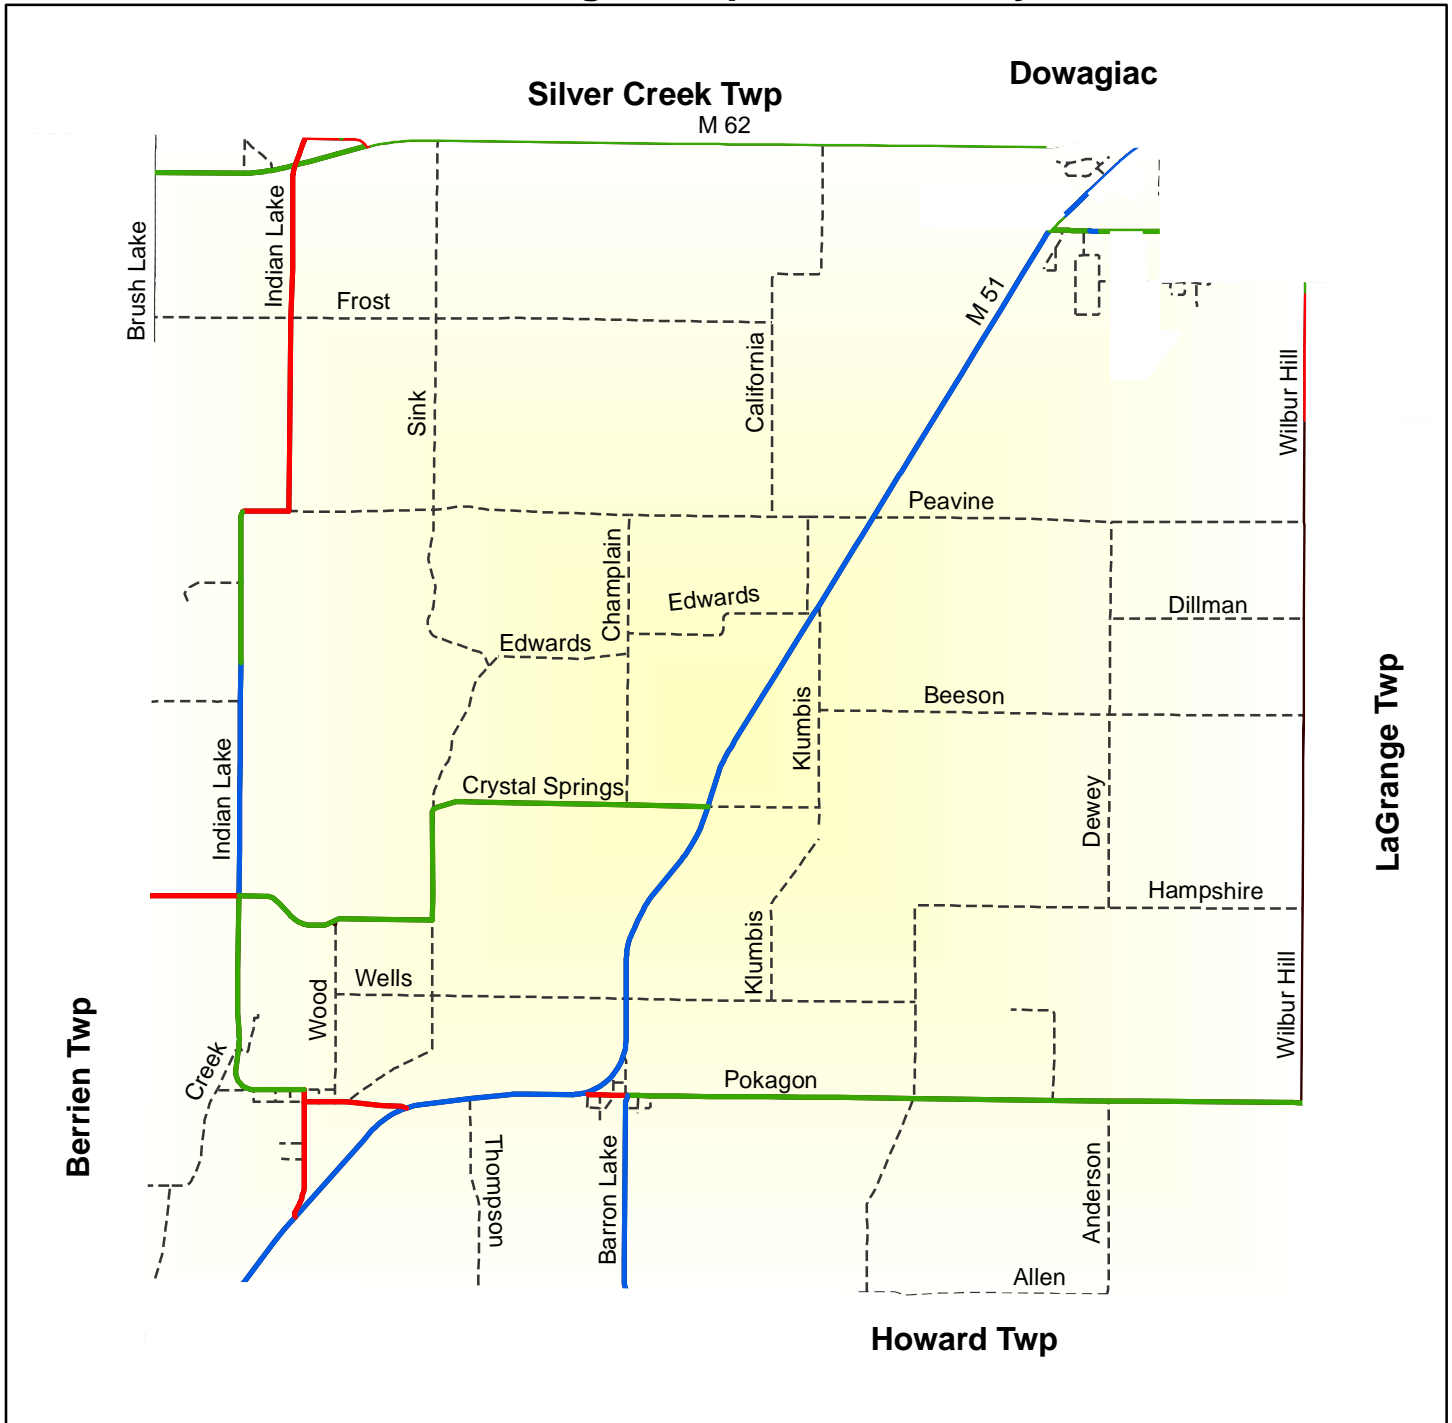 Dowagiac
Silver Creek Twp
M 62
Indian Lake
Brush Lake
Frost
M 51
California
Wilbur Hill
Sink
Peavine
Champlain
Edwards
Dillman
Edwards
Klumbis
Beeson
LaGrange Twp
Indian Lake
Crystal Springs
Dewey
Hampshire
Klumbis
Wells
Wood
Wilbur Hill
Berrien Twp
Creek
Pokagon
Thompson
Barron Lake
Anderson
Allen
Howard Twp